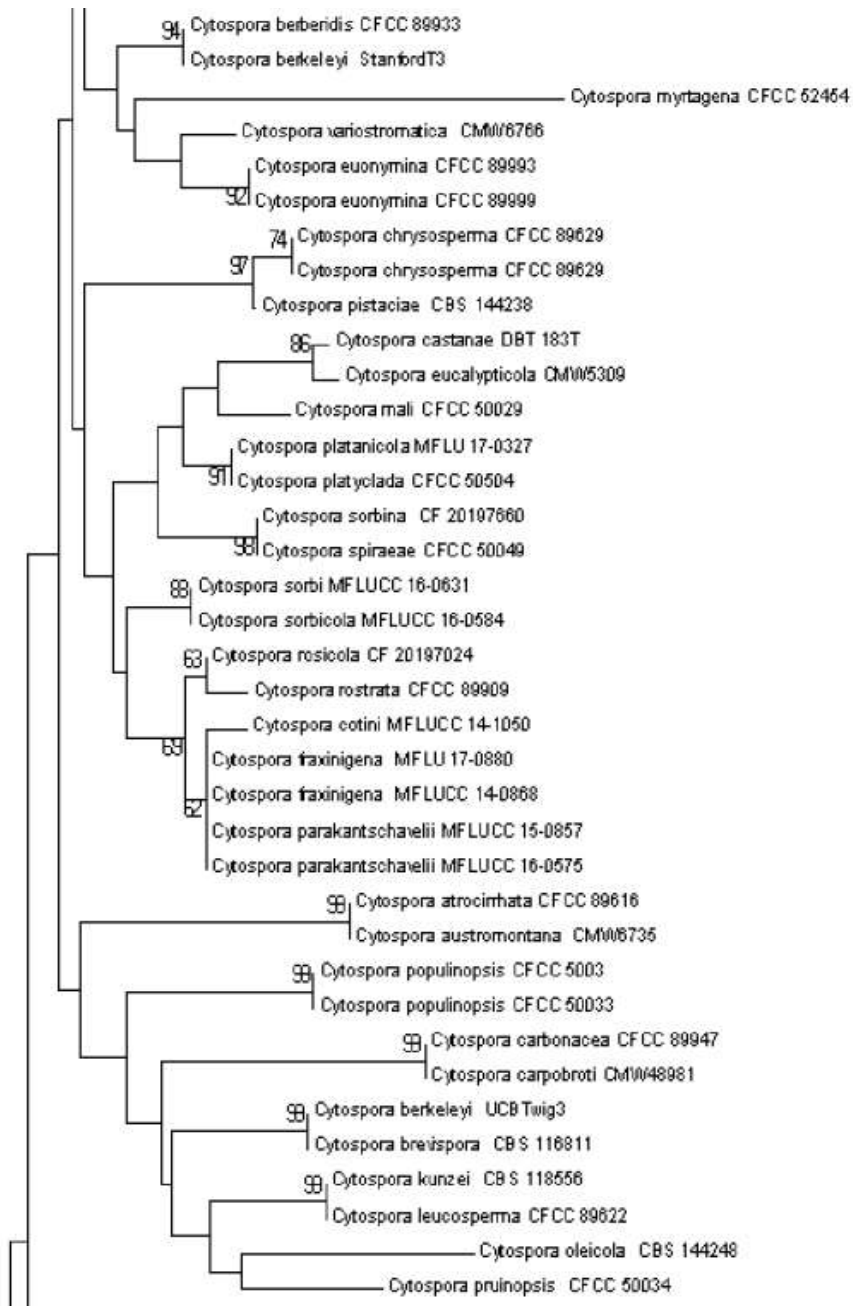 94
Cytospora berberidis CFCC 89933
Cytospora berkeleyi StanfordT3
Cytospora myrtagena CFCC 52454
Cytospora variostromatica CMW6766
Cytospora euonymina CFCC 89993
92
Cytospora euonymina CFCC 89999
74
Cytospora chrysosperma CFCC 89629
97
Cytospora chrysosperma CFCC 89629
Cytospora pistaciae CBS 144238
86
Cytospora castanae DBT 183T
Cytospora eucalypticola CMW5309
Cytospora mali CFCC 50029
Cytospora platanicola MFLU 17-0327
91
Cytospora platyclada CFCC 50504
Cytospora sorbina CF 20197660
98
Cytospora spiraeae CFCC 50049
88
Cytospora sorbi MFLUCC 16-0631
Cytospora sorbicola MFLUCC 16-0584
63
Cytospora rosicola CF 20197024
Cytospora rostrata CFCC 89909
69
Cytospora cotini MFLUCC 14-1050
Cytospora fraxinigena MFLU 17-0880
62
Cytospora fraxinigena MFLUCC 14-0868
Cytospora parakantschavelii MFLUCC 15-0857
Cytospora parakantschavelii MFLUCC 16-0575
99
Cytospora atrocirrhata CFCC 89616
Cytospora austromontana CMW6735
99
Cytospora populinopsis CFCC 5003
Cytospora populinopsis CFCC 50033
99
Cytospora carbonacea CFCC 89947
Cytospora carpobroti CMW48981
99
Cytospora berkeleyi UCBTwig3
Cytospora brevispora CBS 116811
99
Cytospora kunzei CBS 118556
Cytospora leucosperma CFCC 89622
Cytospora oleicola CBS 144248
Cytospora pruinopsis CFCC 50034